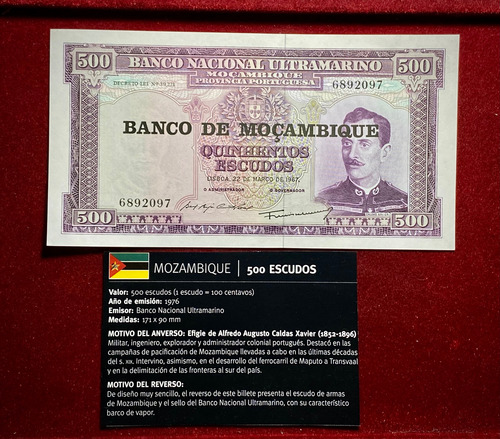 500 BANCO NACIONAL ULTRAMARINO 500
MOÇAMBIQUE
PROVINCIA PORTUGUESA
DECRETO-LEI Nº 39.221
6892097
BANCO DE MOÇAMBIQUE
QUINHENTOS
ESCUDOS
LISBOA, 22 DE MARÇO DE 1967.
O ADMINISTRADOR O GOVERNADOR
6892097
500 500
MOZAMBIQUE | 500 ESCUDOS
Valor: 500 escudos (1 escudo = 100 centavos)
Año de emisión: 1976
Emisor: Banco Nacional Ultramarino
Medidas: 171 x 90 mm
MOTIVO DEL ANVERSO: Efigie de Alfredo Augusto Caldas Xavier (1852-1896)
Militar, ingeniero, explorador y administrador colonial portugués. Destacó en las
campañas de pacificación de Mozambique llevadas a cabo en las últimas décadas
del s. XIX. Intervino, asimismo, en el desarrollo del ferrocarril de Maputo a Transvaal
y en la delimitación de las fronteras al sur del país.
MOTIVO DEL REVERSO:
De diseño muy sencillo, el reverso de este billete presenta el escudo de armas
de Mozambique y el sello del Banco Nacional Ultramarino, con su característico
barco de vapor.